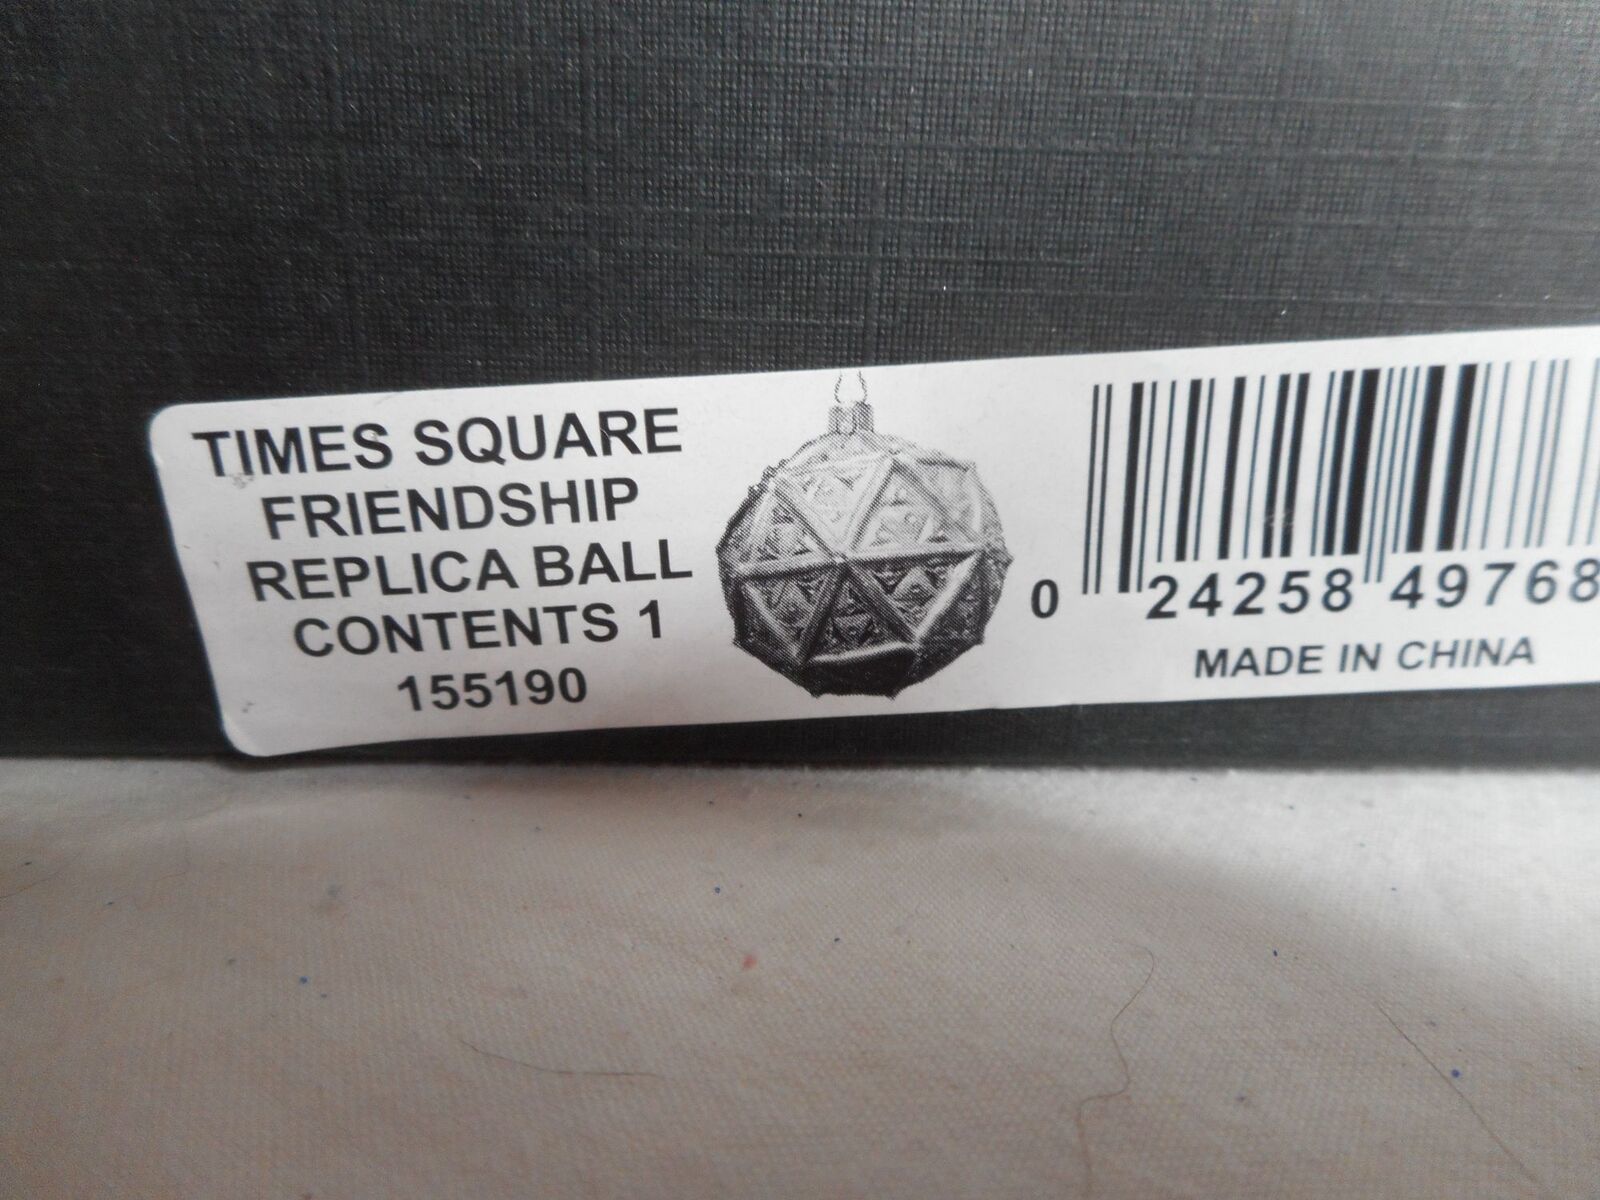 TIMES SQUARE
FRIENDSHIP
REPLICA BALL
CONTENTS 1
155190
0 24258 49768
MADE IN CHINA